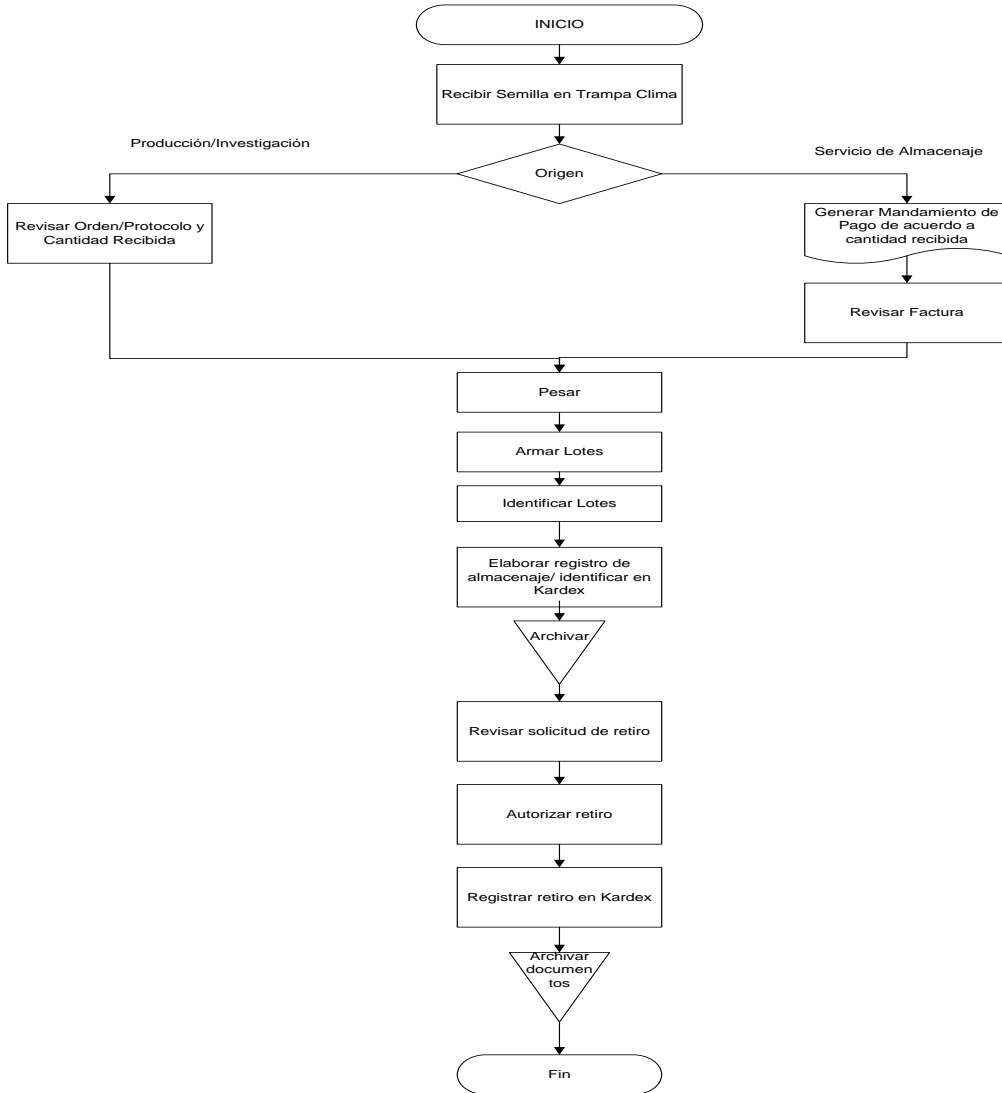 INICIO
Recibir Semilla en Trampa Clima
Producción/Investigación
Servicio de Almacenaje
Origen
Revisar Orden/Protocolo y
Cantidad Recibida
Generar Mandamiento de
Pago de acuerdo a
cantidad recibida
Revisar Factura
Pesar
Armar Lotes
Identificar Lotes
Elaborar registro de
almacenaje/ identificar en
Kardex
Archivar
Revisar solicitud de retiro
Autorizar retiro
Registrar retiro en Kardex
Archivar
documen
tos
Fin